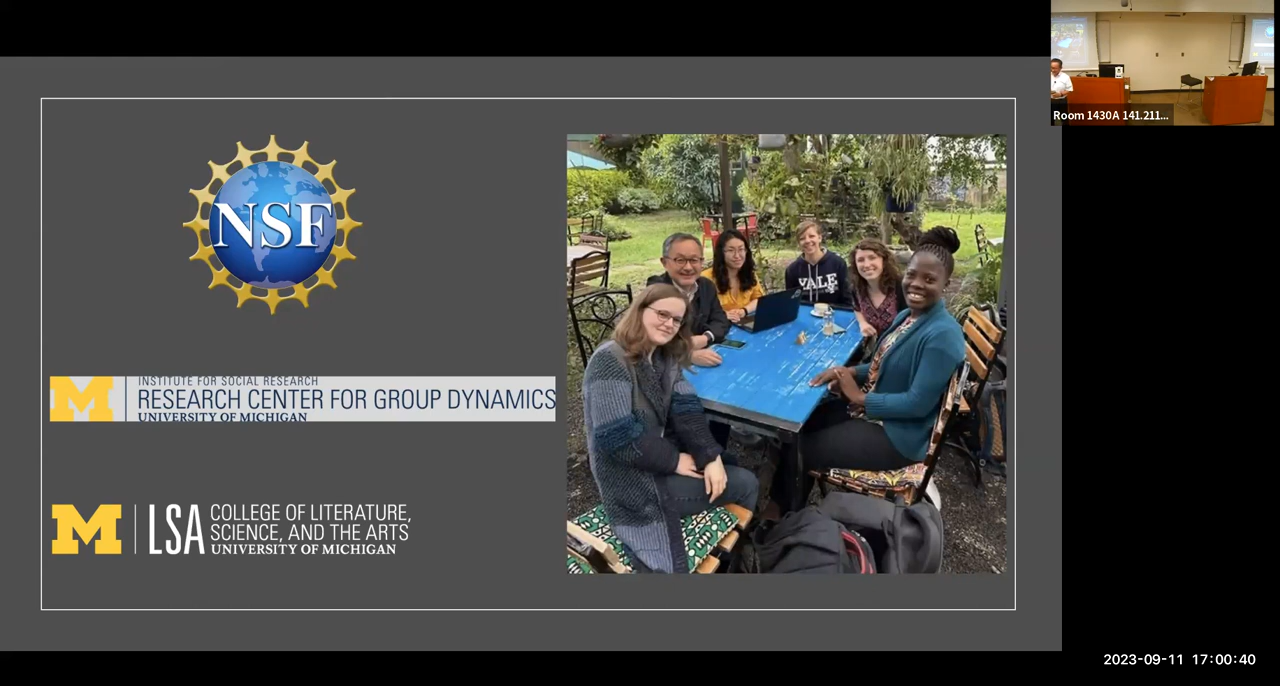 NSF
M
INSTITUTE FOR SOCIAL RESEARCH
RESEARCH CENTER FOR GROUP DYNAMICS
UNIVERSITY OF MICHIGAN
M
LSA
COLLEGE OF LITERATURE,
SCIENCE, AND THE ARTS
UNIVERSITY OF MICHIGAN
YALE
Room 1430A 141.211...
2023-09-11 17:00:40